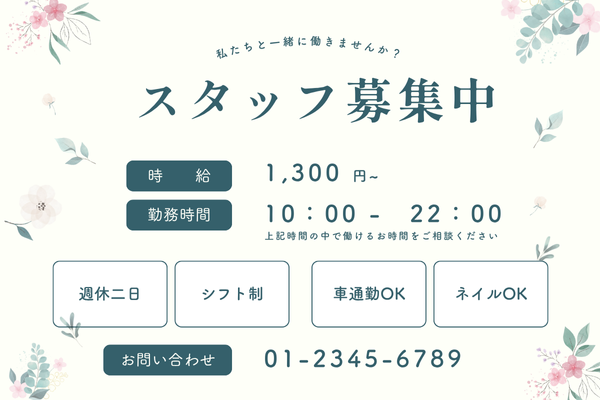 私たちと一緒に働きませんか？
スタッフ募集中
時　給 1,300 円~
勤務時間 10：00 - 22：00
上記時間の中で働けるお時間をご相談ください
週休二日 シフト制 車通勤OK ネイルOK
お問い合わせ 01-2345-6789